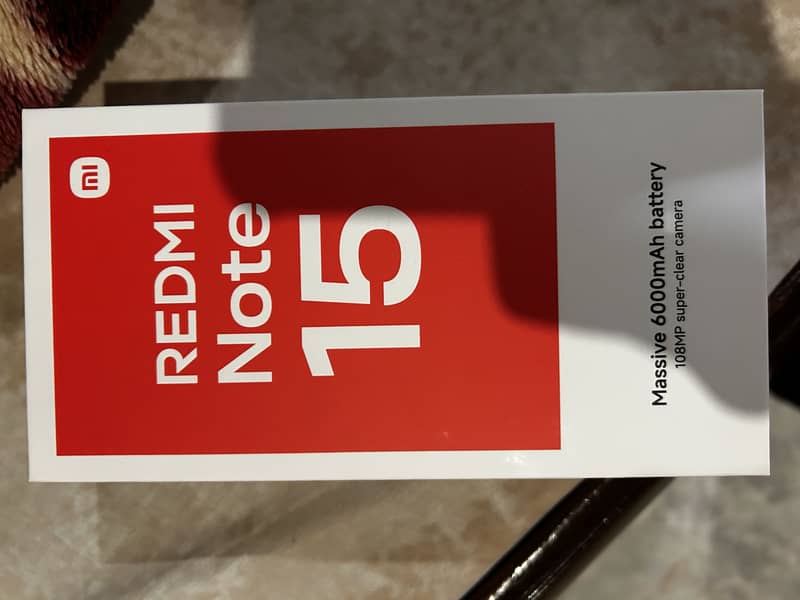 mi
REDMI
Note
15
Massive 6000mAh battery
108MP super-clear camera